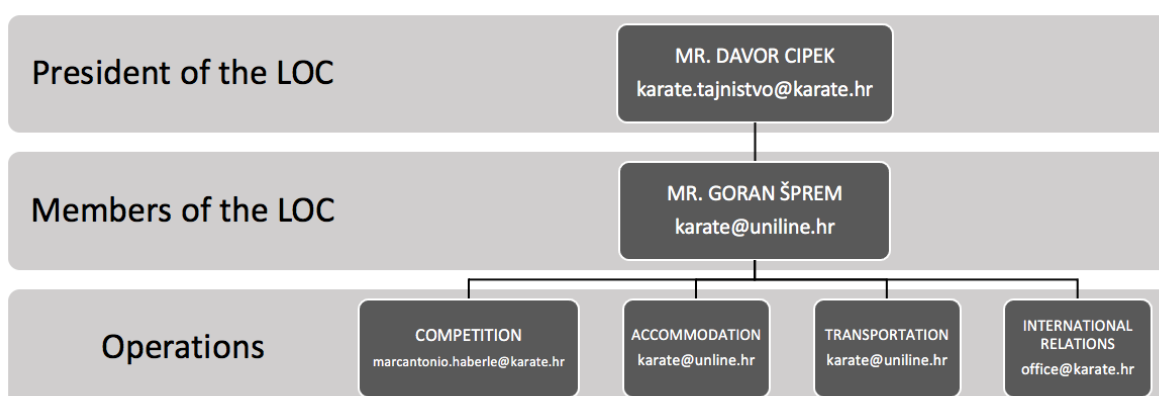 President of the LOC
MR. DAVOR CIPEK
karate.tajnistvo@karate.hr
Members of the LOC
MR. GORAN ŠPREM
karate@uniline.hr
Operations
COMPETITION
marcantonio.haberle@karate.hr
ACCOMMODATION
karate@unline.hr
TRANSPORTATION
karate@uniline.hr
INTERNATIONAL
RELATIONS
office@karate.hr